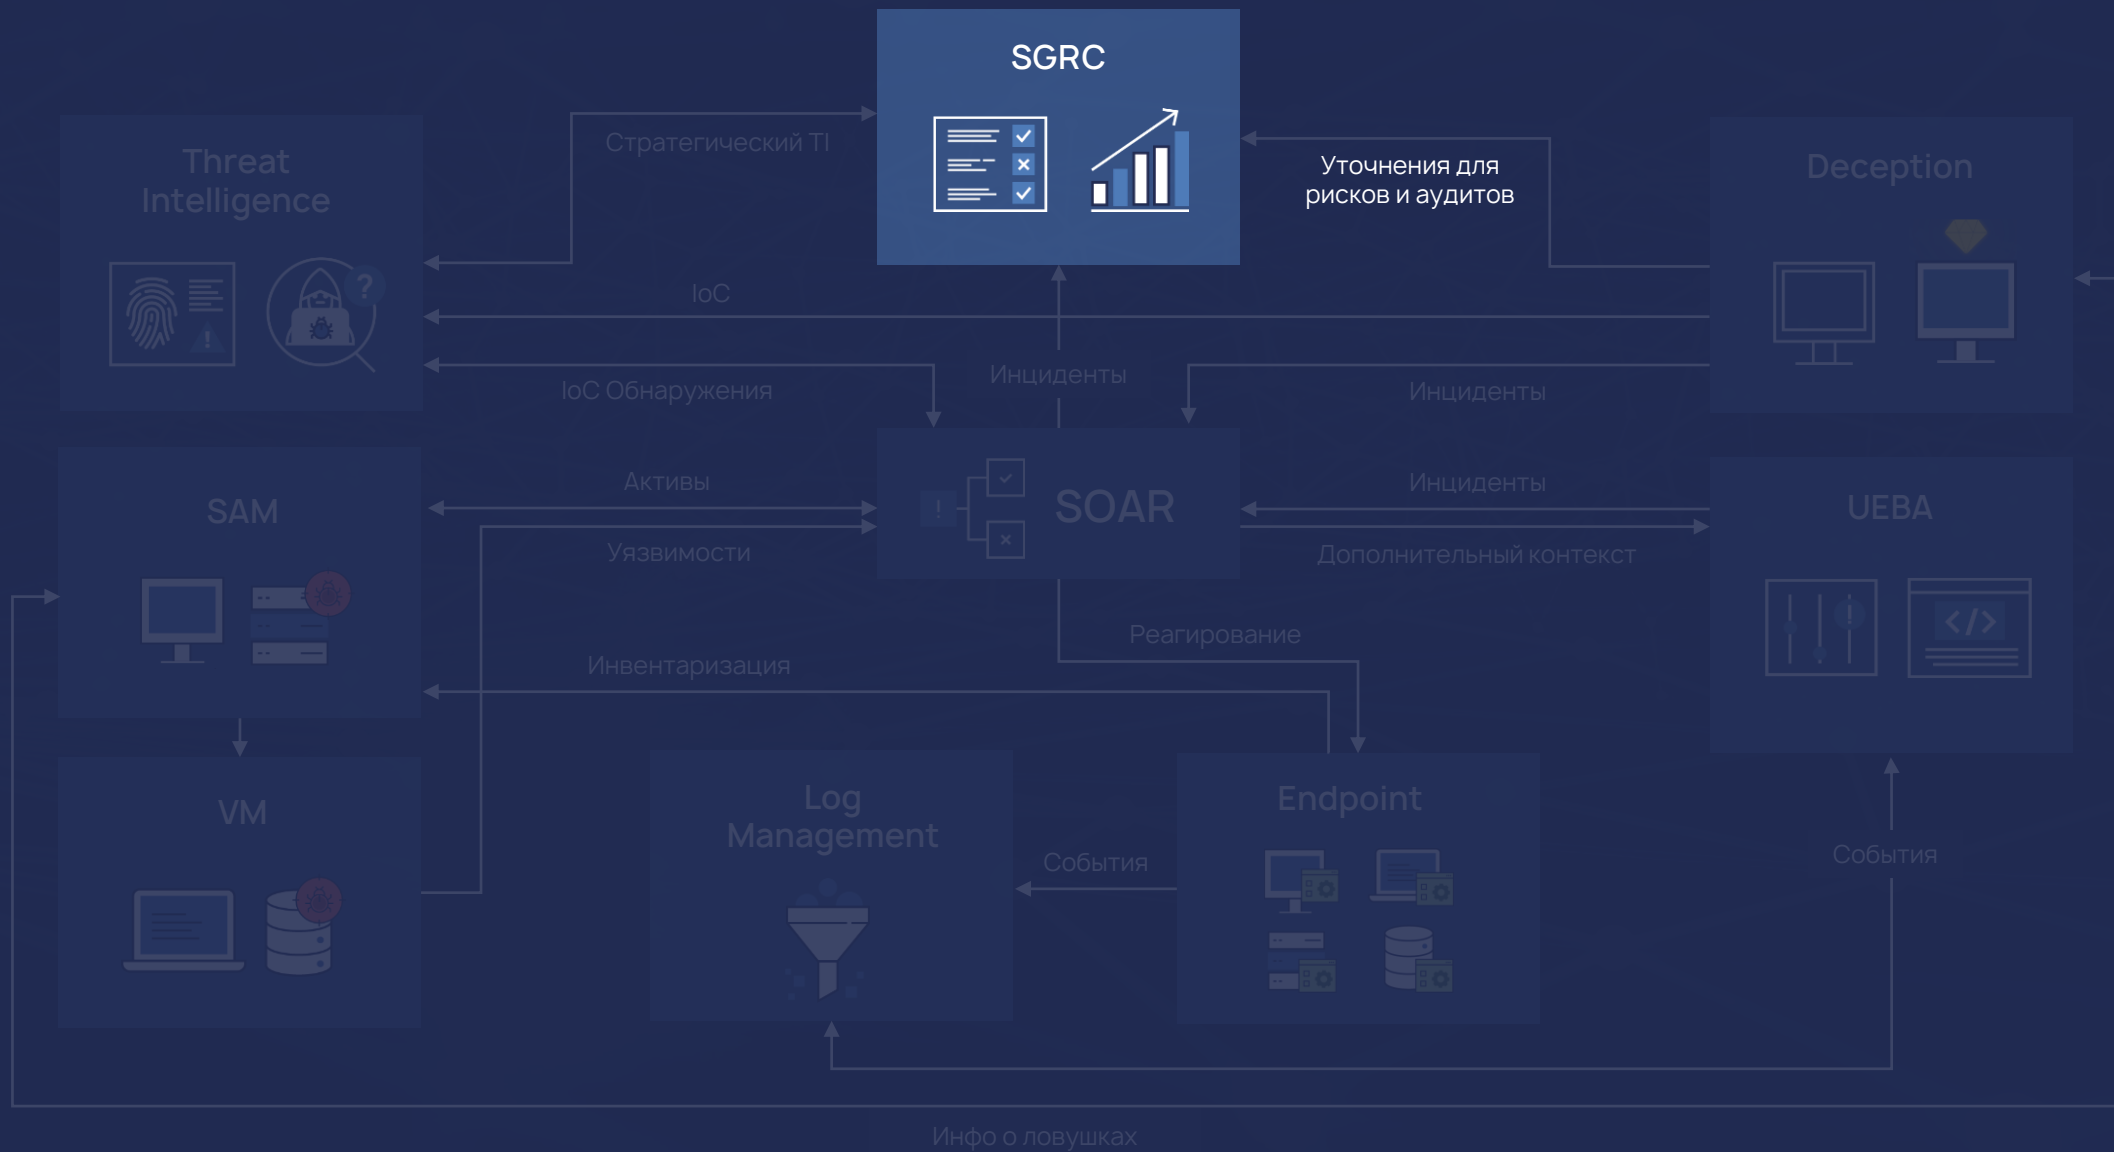 SGRC
Стратегический TI
Threat
Intelligence
Уточнения для
рисков и аудитов
Deception
IoC
IoC Обнаружения
Инциденты
Инциденты
SAM
Активы
Уязвимости
SOAR
Инциденты
Дополнительный контекст
UEBA
Реагирование
Инвентаризация
VM
Log
Management
События
Endpoint
События
Инфо о ловушках